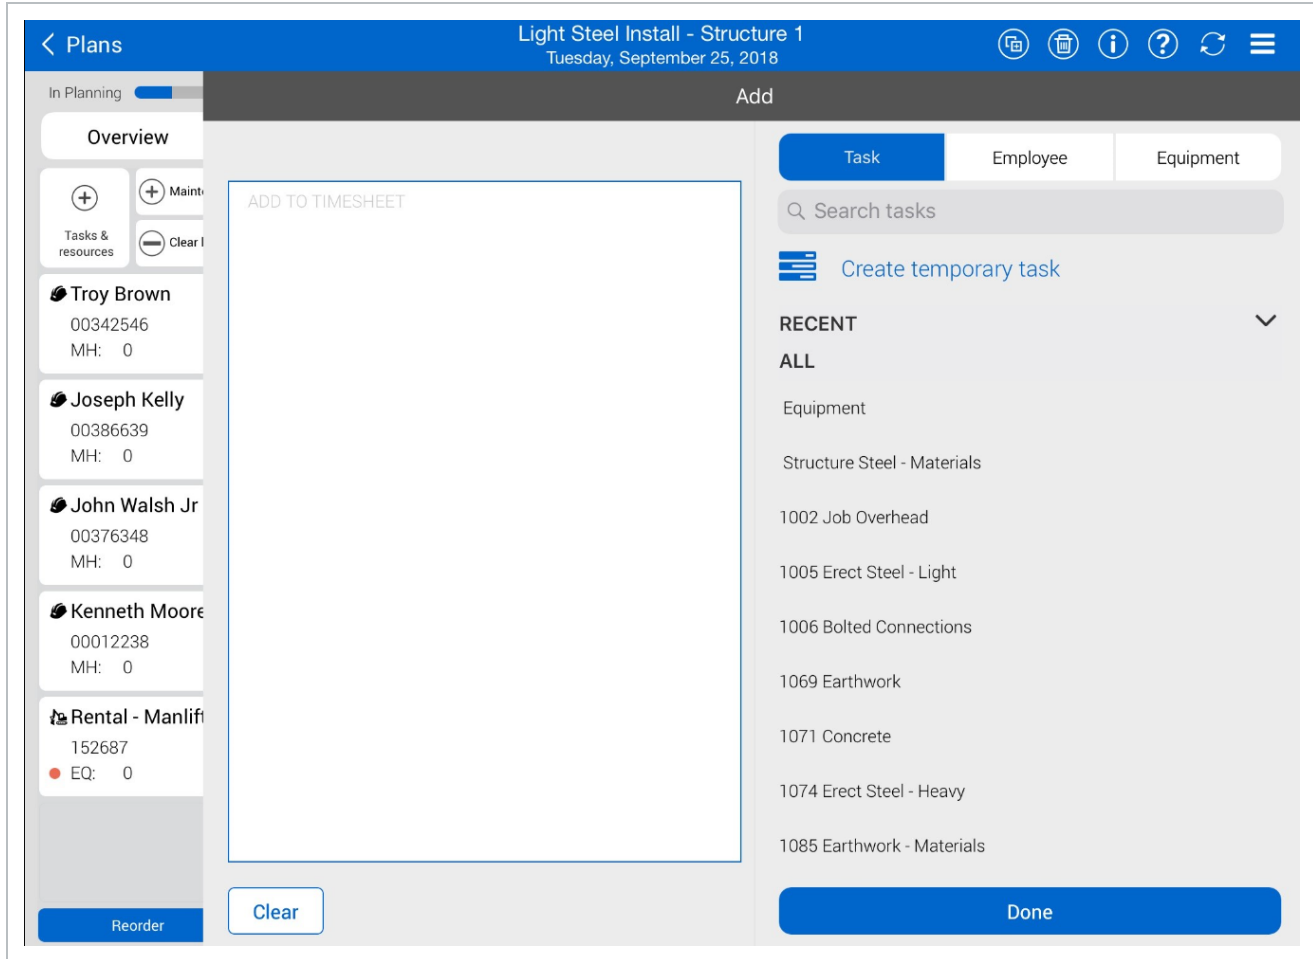 Plans
Light Steel Install - Structure 1
Tuesday, September 25, 2018
In Planning
Add
Overview
Tasks &
resources
Maint
Clear
Troy Brown
00342546
MH: 0
Joseph Kelly
00386639
MH: 0
John Walsh Jr
00376348
MH: 0
Kenneth Moore
00012238
MH: 0
Rental - Manlift
152687
EQ: 0
Reorder
ADD TO TIMESHEET
Clear
Task
Employee
Equipment
Search tasks
Create temporary task
RECENT
ALL
Equipment
Structure Steel - Materials
1002 Job Overhead
1005 Erect Steel - Light
1006 Bolted Connections
1069 Earthwork
1071 Concrete
1074 Erect Steel - Heavy
1085 Earthwork - Materials
Done